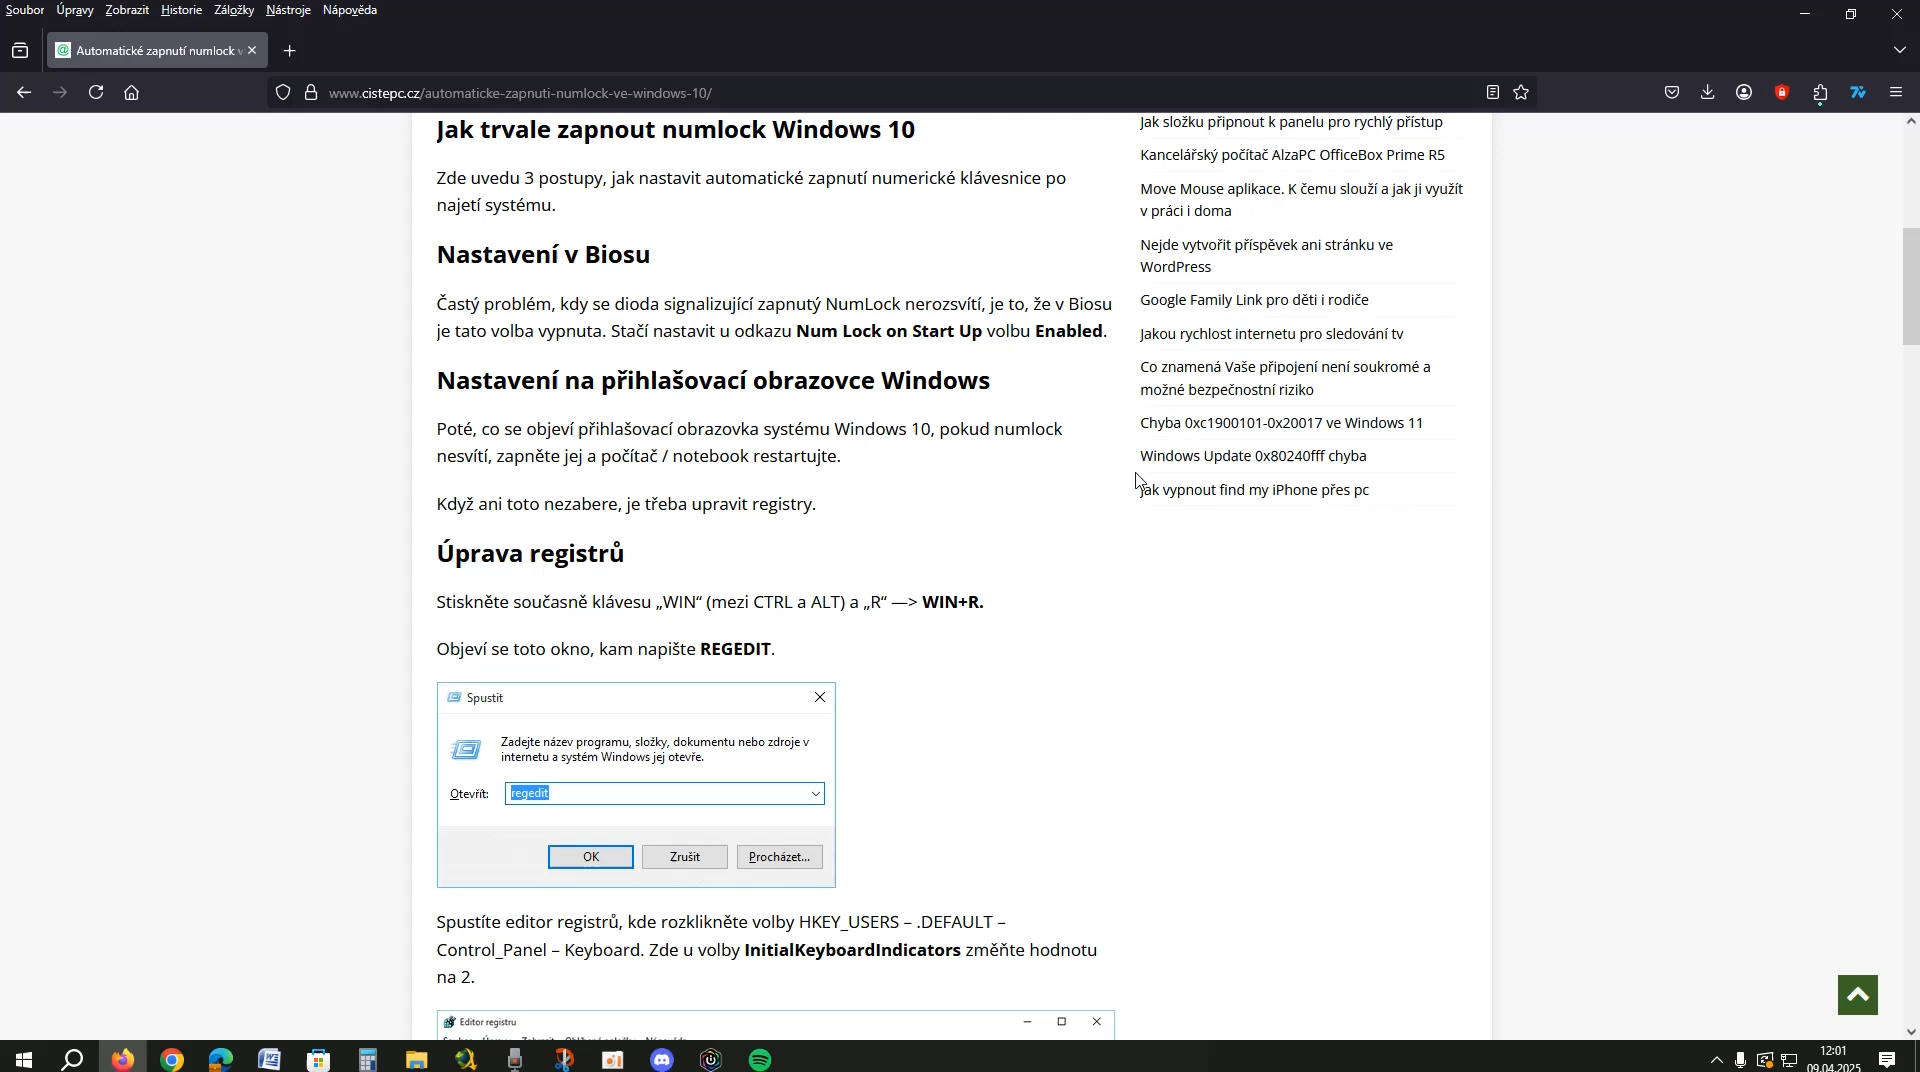 Soubor Úpravy Zobrazit Historie Záložky Nástroje Nápověda
Automatické zapnutí numlock v
www.cistepc.cz/automaticke-zapnuti-numlock-ve-windows-10/
Jak trvale zapnout numlock Windows 10
Zde uvedu 3 postupy, jak nastavit automatické zapnutí numerické klávesnice po
najetí systému.
Nastavení v Biosu
Častý problém, kdy se dioda signalizující zapnutý NumLock nerozsvítí, je to, že v Biosu
je tato volba vypnuta. Stačí nastavit u odkazu Num Lock on Start Up volbu Enabled.
Nastavení na přihlašovací obrazovce Windows
Poté, co se objeví přihlašovací obrazovka systému Windows 10, pokud numlock
nesvítí, zapněte jej a počítač / notebook restartujte.
Když ani toto nezabere, je třeba upravit registry.
Úprava registrů
Stiskněte současně klávesu „WIN“ (mezi CTRL a ALT) a „R“ —> WIN+R.
Objeví se toto okno, kam napište REGEDIT.
Spustit
Zadejte název programu, složky, dokumentu nebo zdroje v
internetu a systém Windows jej otevře.
Otevřít: regedit
OK Zrušit Procházet...
Spustíte editor registrů, kde rozklikněte volby HKEY_USERS – .DEFAULT –
Control_Panel – Keyboard. Zde u volby InitialKeyboardIndicators změňte hodnotu
na 2.
Editor registru
Jak složku připnout k panelu pro rychlý přístup
Kancelářský počítač AlzaPC OfficeBox Prime R5
Move Mouse aplikace. K čemu slouží a jak ji využít
v práci i doma
Nejde vytvořit příspěvek ani stránku ve
WordPress
Google Family Link pro děti i rodiče
Jakou rychlost internetu pro sledování tv
Co znamená Vaše připojení není soukromé a
možné bezpečnostní riziko
Chyba 0xc1900101-0x20017 ve Windows 11
Windows Update 0x80240fff chyba
Jak vypnout find my iPhone přes pc
12:01
09.04.2025